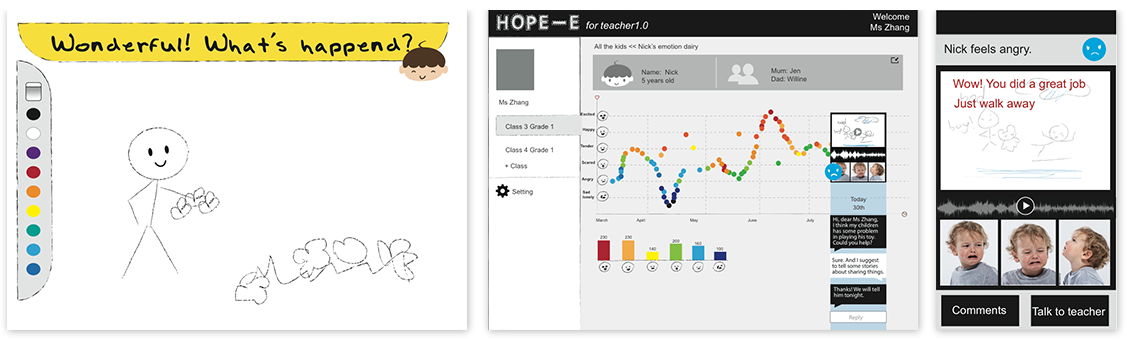 Wonderful! What's happend?
HOPE—E for teacher1.0
Welcome
Ms Zhang
Ms Zhang
Class 3 Grade 1
Class 4 Grade 1
+ Class
Setting
All the kids << Nick's emotion dairy
Name: Nick
5 years old
Mum: Jen
Dad: Willine
Excited
Happy
Tender
Scared
Angry
Sad
lonely
March
April
May
June
July
230
230
140
200
160
100
Today
30th
Hi, dear Ms Zhang,
I think my children
has some problem
in playing his toy.
Could you help?
Sure. And I suggest
to tell some stories
about sharing things.
Thanks! We will tell
him tonight.
Reply
Nick feels angry.
Wow! You did a great job
Just walk away
Comments
Talk to teacher